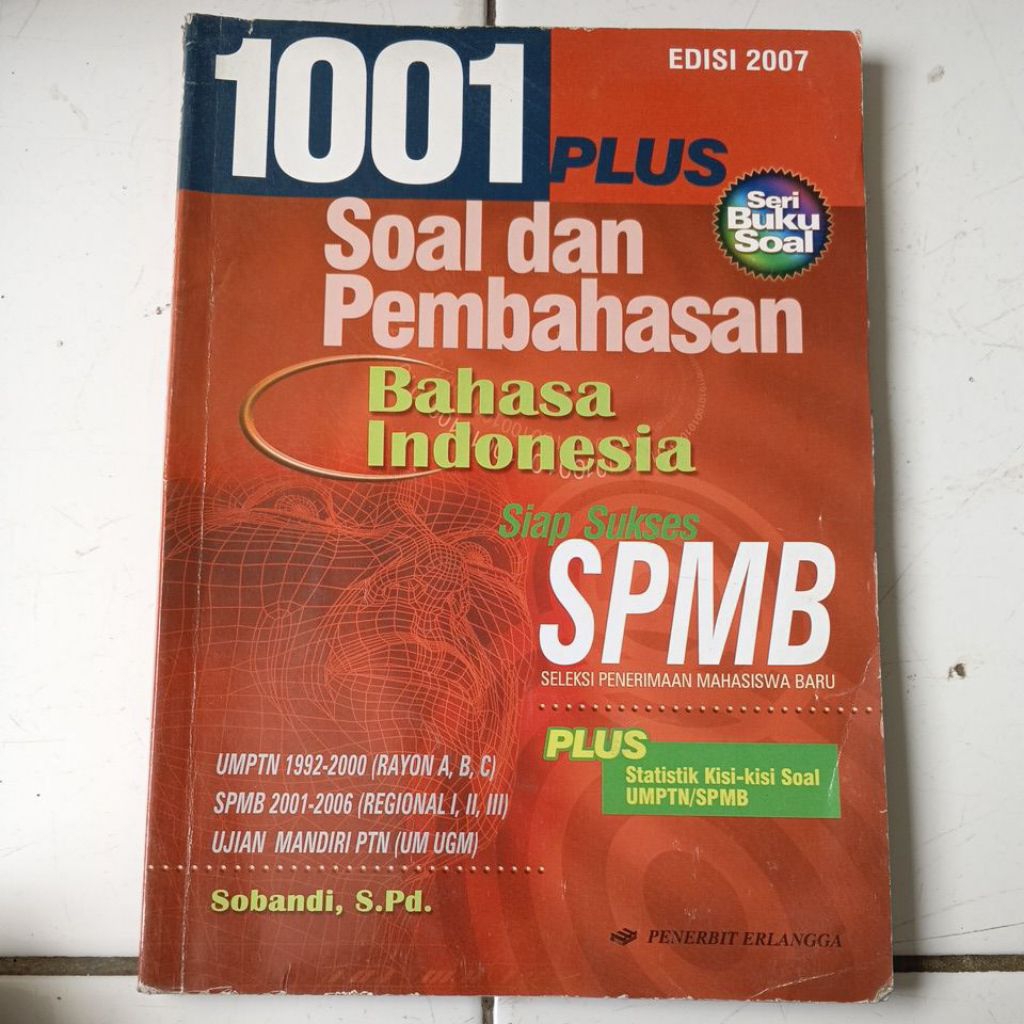 1001 PLUS
EDISI 2007
Seri
Buku
Soal
Soal dan
Pembahasan
Bahasa
Indonesia
Siap Sukses
SPMB
SELEKSI PENERIMAAN MAHASISWA BARU
PLUS
Statistik Kisi-kisi Soal
UMPTN/SPMB
UMPTN 1992-2000 (RAYON A, B, C)
SPMB 2001-2006 (REGIONAL I, II, III)
UJIAN MANDIRI PTN (UM UGM)
Sobandi, S.Pd.
PENERBIT ERLANGGA